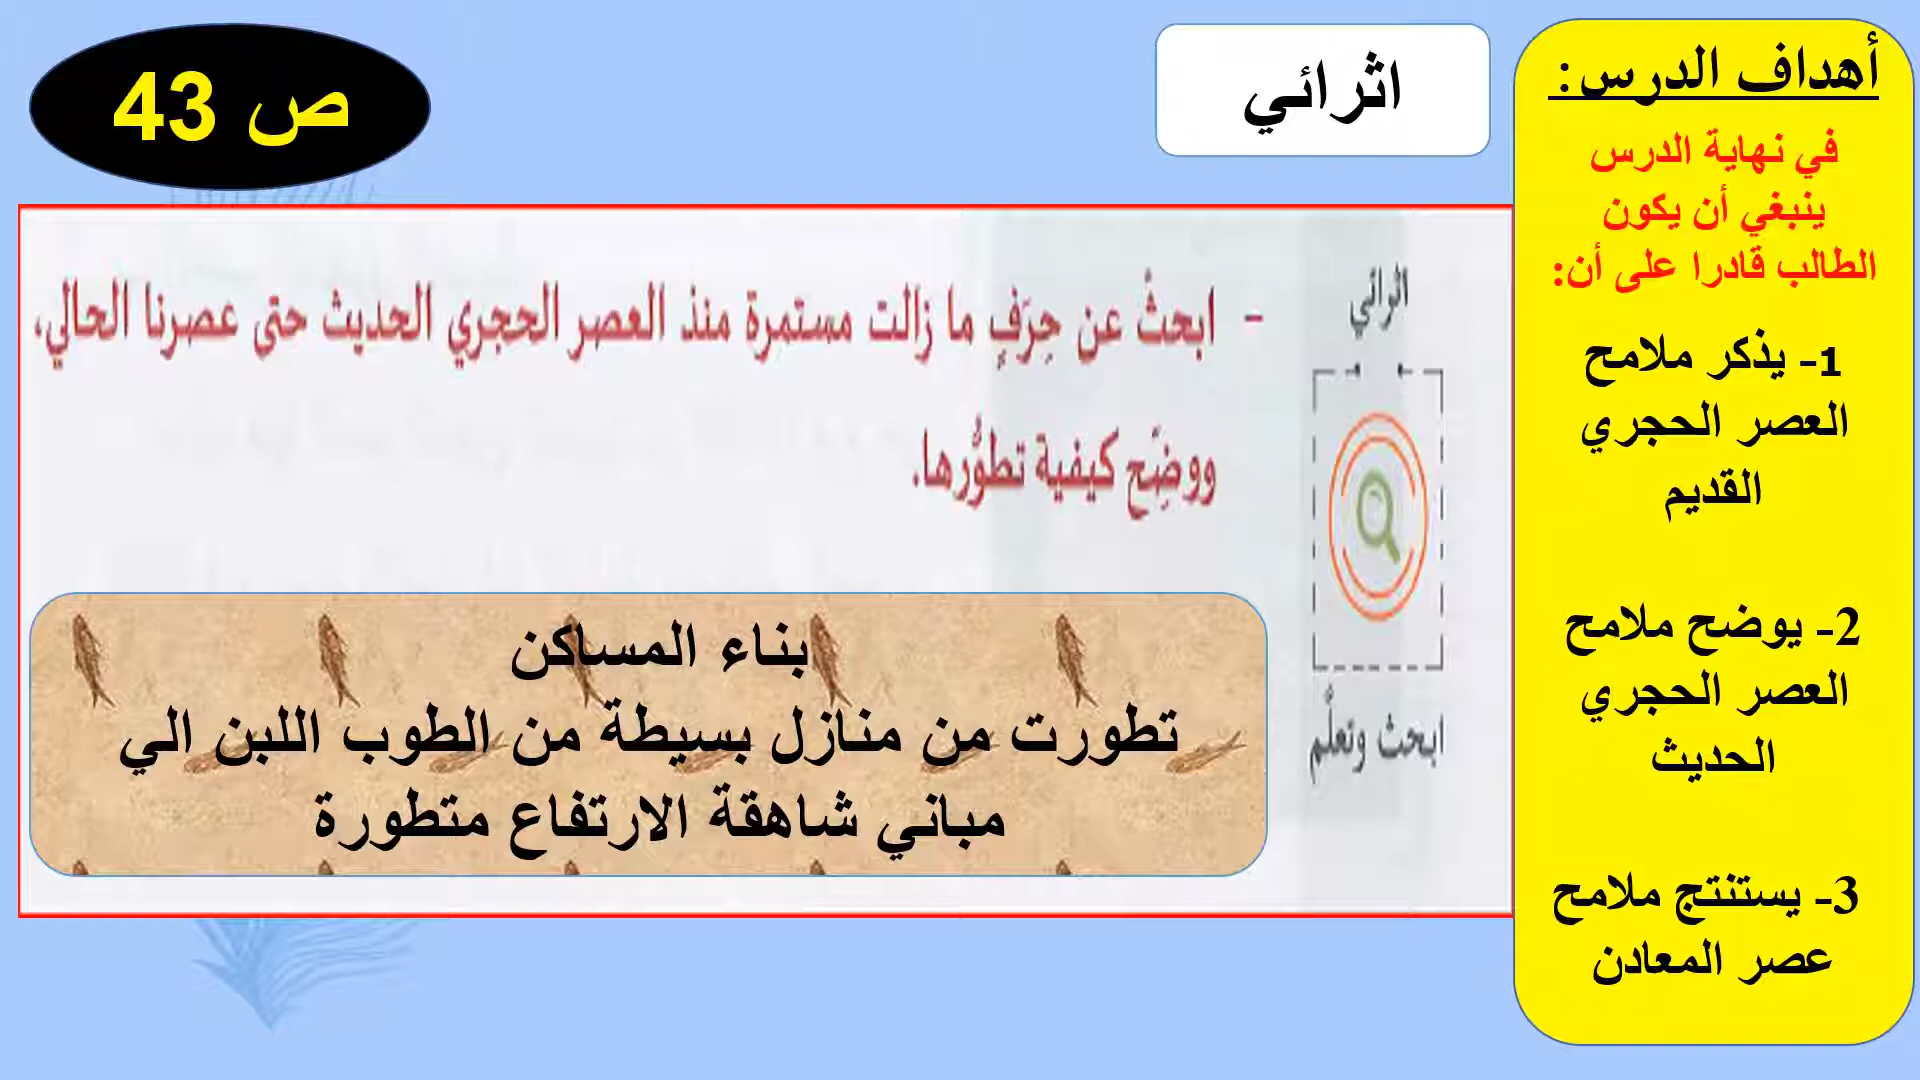 أهداف الدرس:
في نهاية الدرس
ينبغي أن يكون
الطالب قادرا على أن:
1- يذكر ملامح
العصر الحجري
القديم
2- يوضح ملامح
العصر الحجري
الحديث
3- يستنتج ملامح
عصر المعادن
اثرائي
ص 43
اثرائي
- ابحثْ عن حِرَفٍ ما زالت مستمرة منذ العصر الحجري الحديث حتى عصرنا الحالي،
ووضِّح كيفية تطوُّرها.
ابحث وتعلَّم
بناء المساكن
تطورت من منازل بسيطة من الطوب اللبن الي
مباني شاهقة الارتفاع متطورة